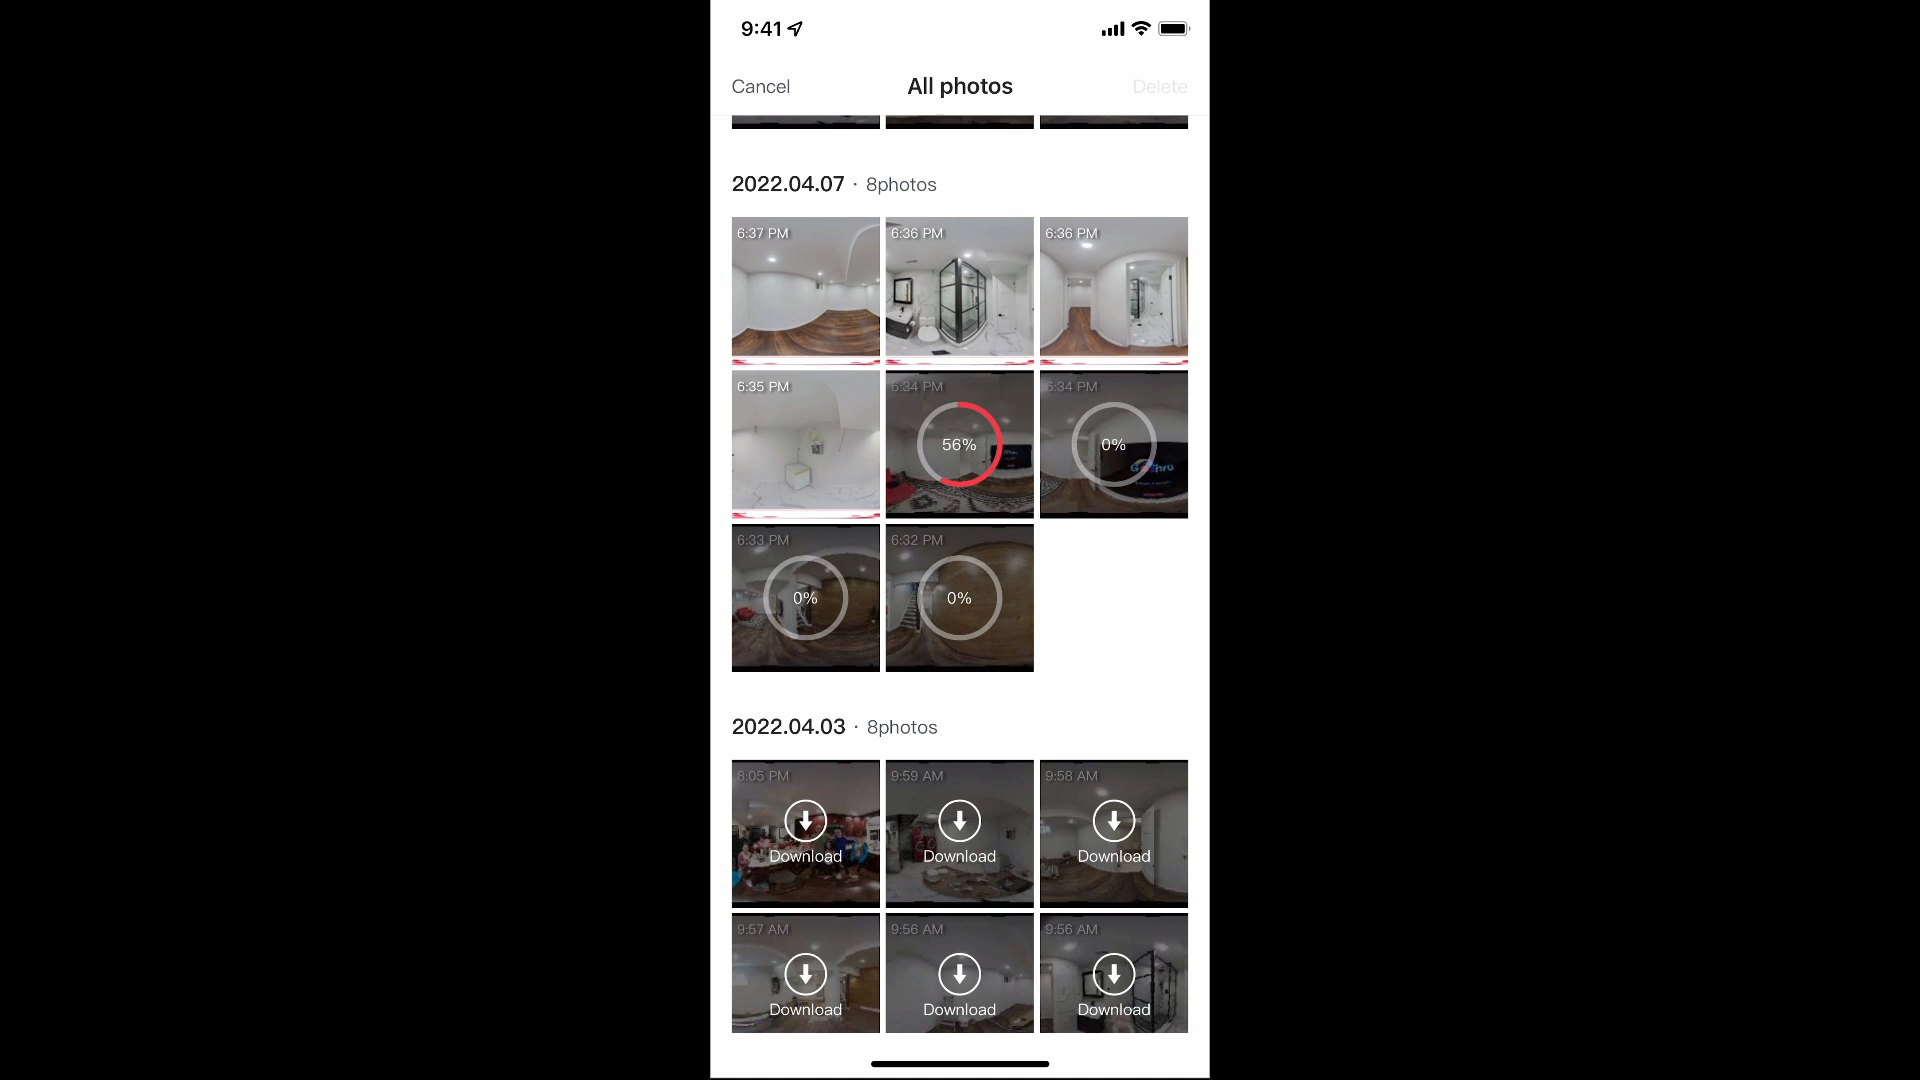 9:41
Cancel All photos Delete
2022.04.07 · 8photos
6:37 PM 6:36 PM 6:36 PM
6:35 PM 6:34 PM 6:34 PM
56% 0%
6:33 PM 6:32 PM
0% 0%
2022.04.03 · 8photos
8:05 PM 9:59 AM 9:58 AM
Download Download Download
9:57 AM 9:56 AM 9:56 AM
Download Download Download